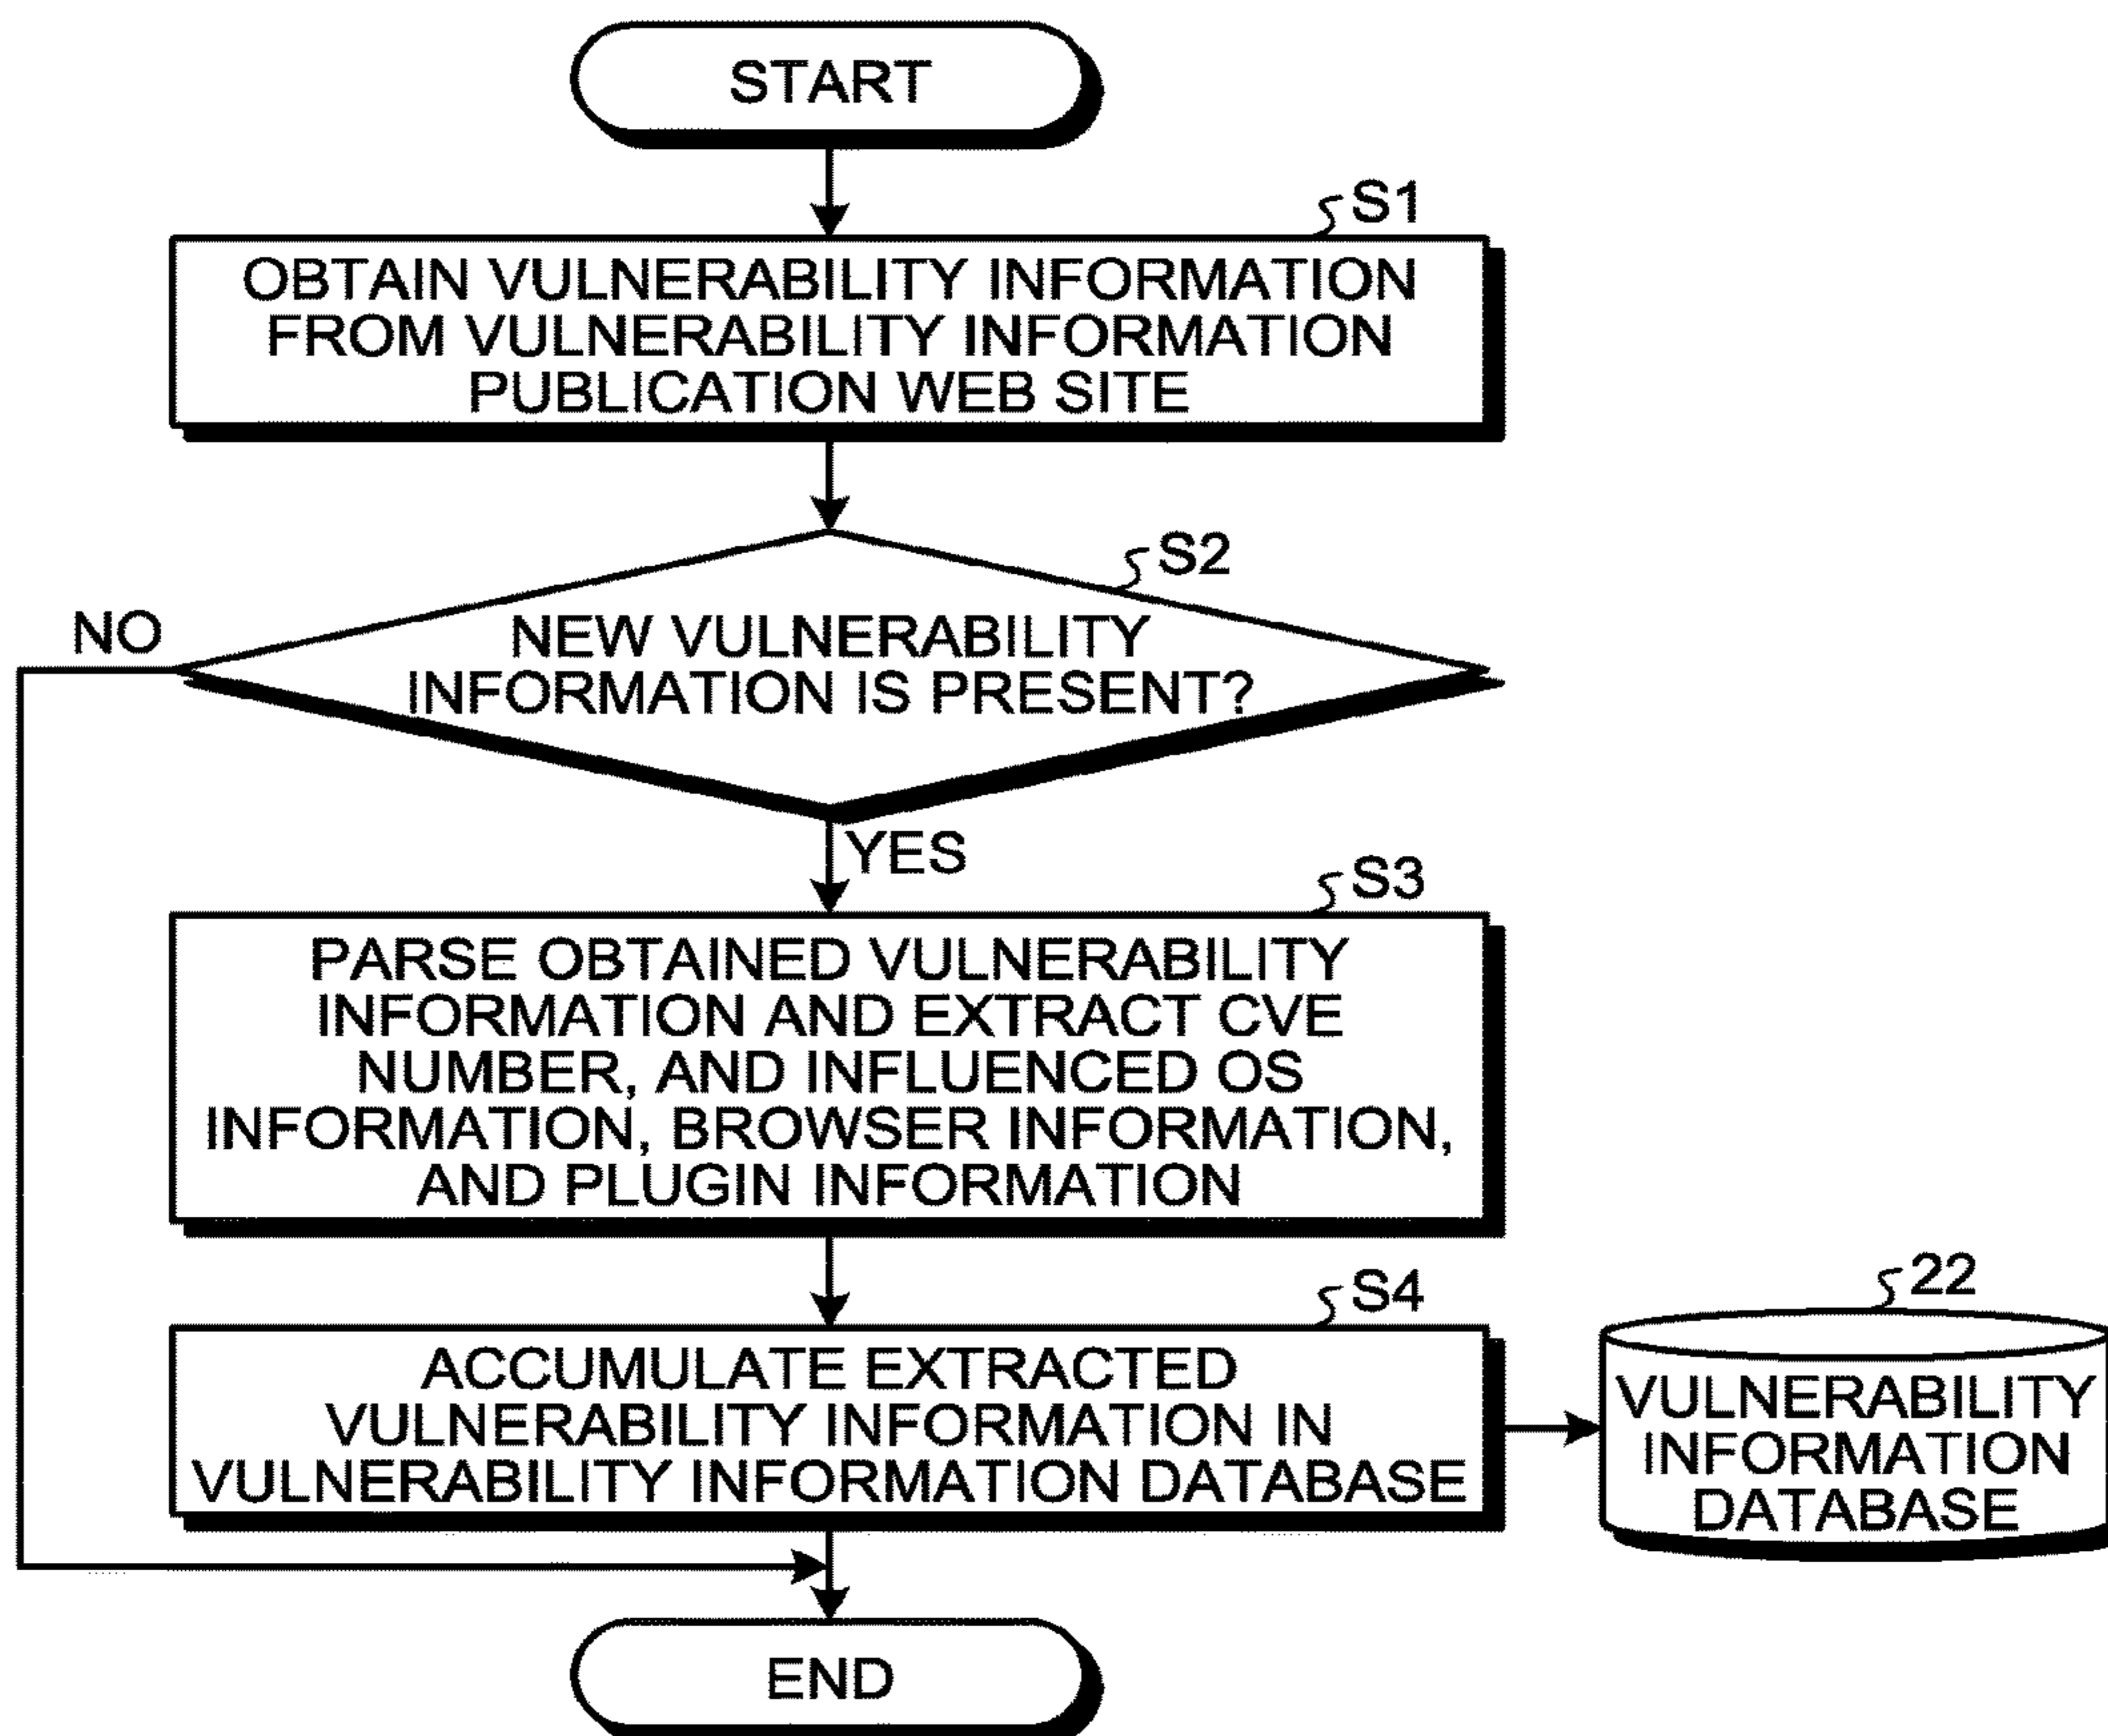 START
S1
OBTAIN VULNERABILITY INFORMATION
FROM VULNERABILITY INFORMATION
PUBLICATION WEB SITE
S2
NO
NEW VULNERABILITY
INFORMATION IS PRESENT?
YES
S3
PARSE OBTAINED VULNERABILITY
INFORMATION AND EXTRACT CVE
NUMBER, AND INFLUENCED OS
INFORMATION, BROWSER INFORMATION,
AND PLUGIN INFORMATION
S4
ACCUMULATE EXTRACTED
VULNERABILITY INFORMATION IN
VULNERABILITY INFORMATION DATABASE
22
VULNERABILITY
INFORMATION
DATABASE
END